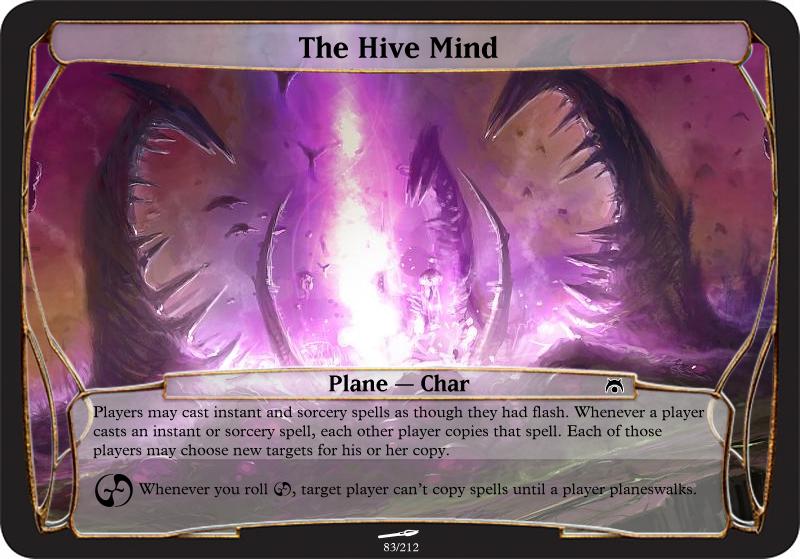 The Hive Mind
Plane — Char
Players may cast instant and sorcery spells as though they had flash. Whenever a player
casts an instant or sorcery spell, each other player copies that spell. Each of those
players may choose new targets for his or her copy.
Whenever you roll , target player can't copy spells until a player planeswalks.
83/212